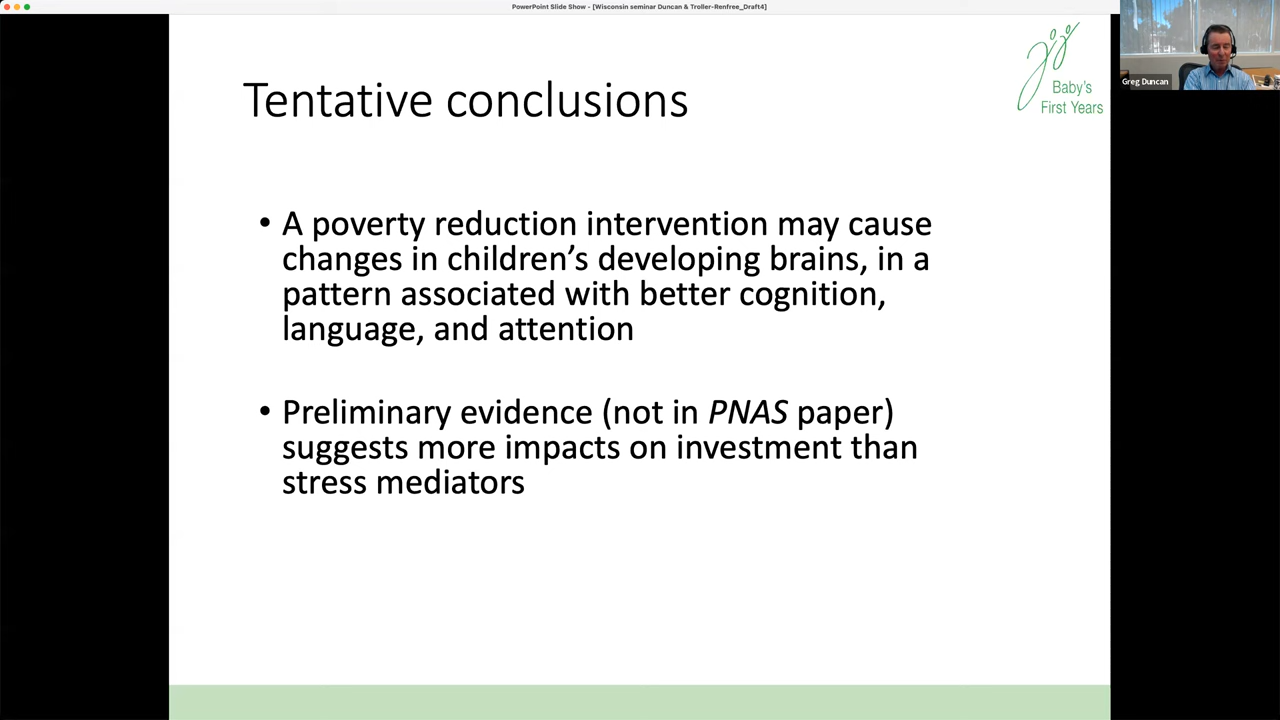 PowerPoint Slide Show - [Wisconsin seminar Duncan & Troller-Renfree_Draft4]
Greg Duncan
Baby's
First Years
Tentative conclusions
• A poverty reduction intervention may cause
changes in children’s developing brains, in a
pattern associated with better cognition,
language, and attention
• Preliminary evidence (not in PNAS paper)
suggests more impacts on investment than
stress mediators